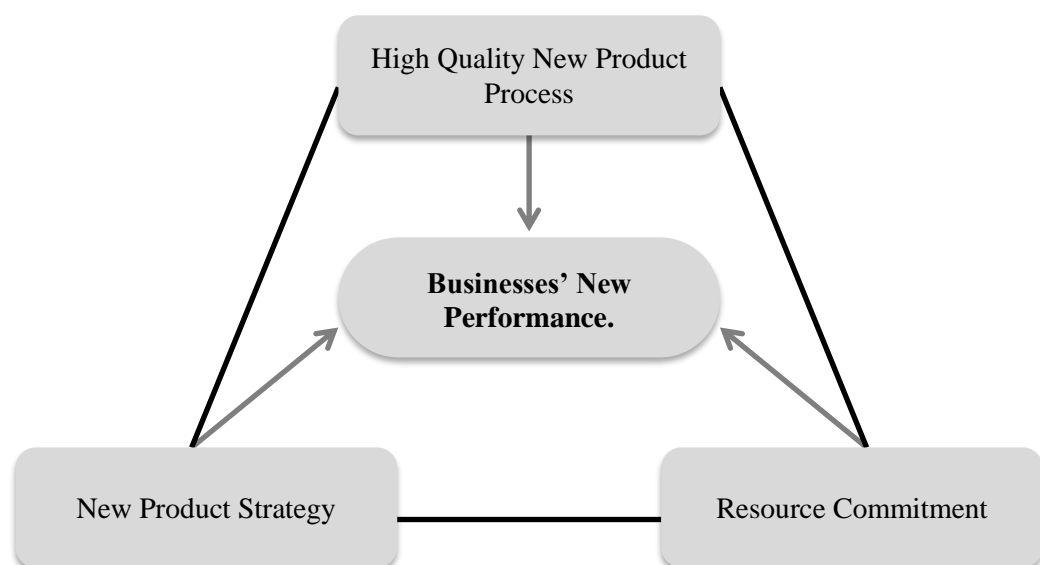 High Quality New Product
Process
Businesses’ New
Performance.
New Product Strategy
Resource Commitment